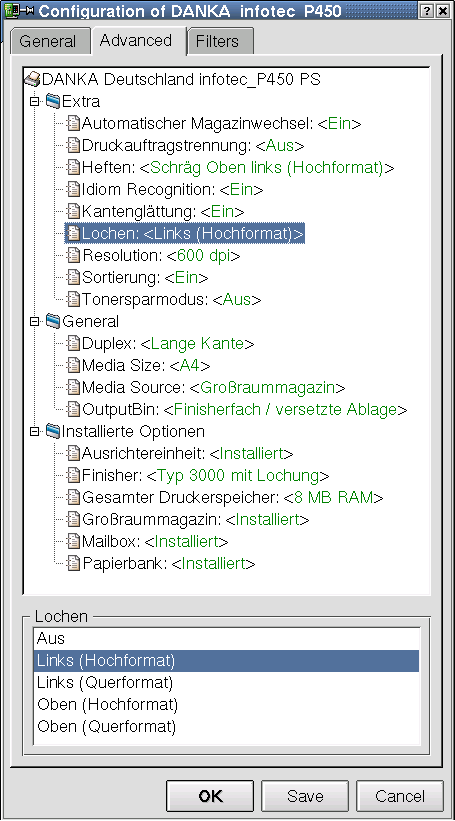 Configuration of DANKA_infotec_P450
General Advanced Filters
DANKA Deutschland infotec_P450 PS
Extra
Automatischer Magazinwechsel: <Ein>
Druckauftragstrennung: <Aus>
Heften: <Schräg Oben links (Hochformat)>
Idiom Recognition: <Ein>
Kantenglättung: <Ein>
Lochen: <Links (Hochformat)>
Resolution: <600 dpi>
Sortierung: <Ein>
Tonersparmodus: <Aus>
General
Duplex: <Lange Kante>
Media Size: <A4>
Media Source: <Großraummagazin>
OutputBin: <Finisherfach / versetzte Ablage>
Installierte Optionen
Ausrichtereinheit: <Installiert>
Finisher: <Typ 3000 mit Lochung>
Gesamter Druckerspeicher: <8 MB RAM>
Großraummagazin: <Installiert>
Mailbox: <Installiert>
Papierbank: <Installiert>
Lochen
Aus
Links (Hochformat)
Links (Querformat)
Oben (Hochformat)
Oben (Querformat)
OK Save Cancel